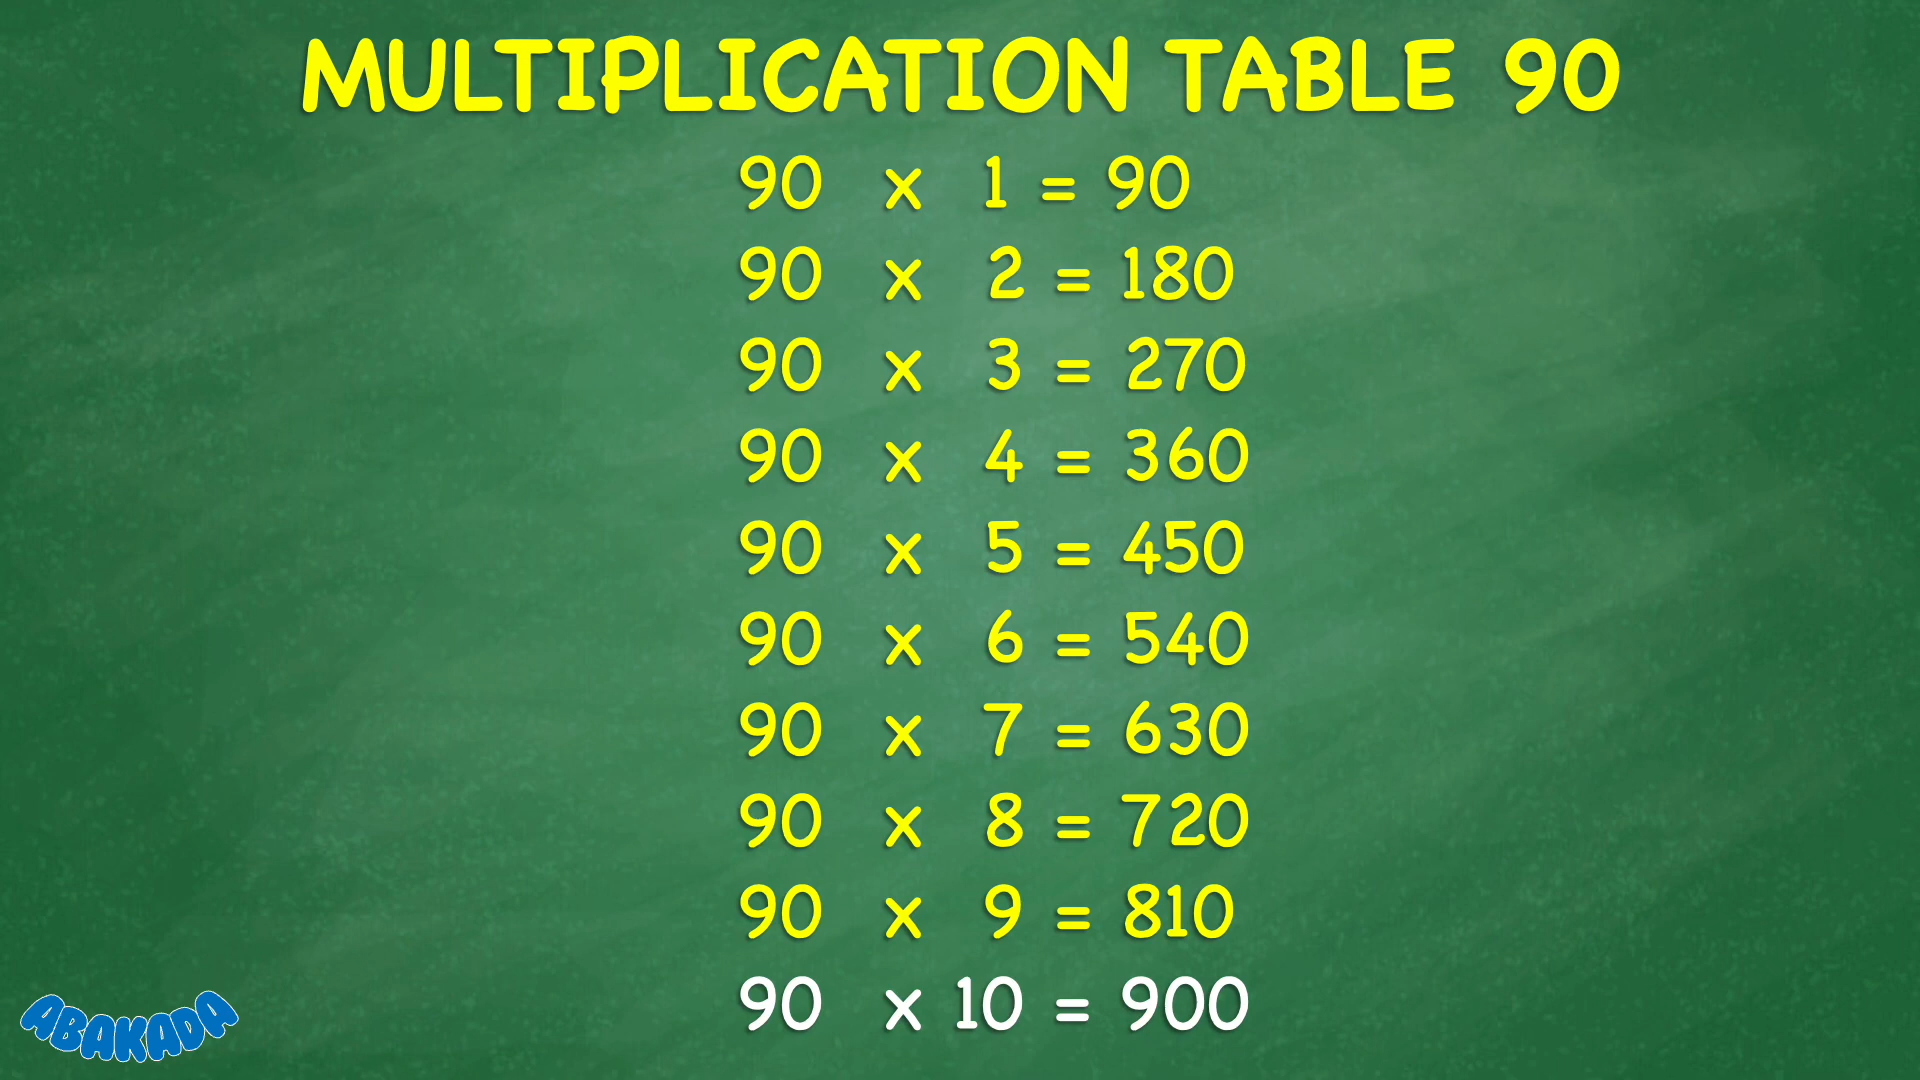 MULTIPLICATION TABLE 90
90 x 1 = 90
90 x 2 = 180
90 x 3 = 270
90 x 4 = 360
90 x 5 = 450
90 x 6 = 540
90 x 7 = 630
90 x 8 = 720
90 x 9 = 810
90 x 10 = 900
ABAKADA